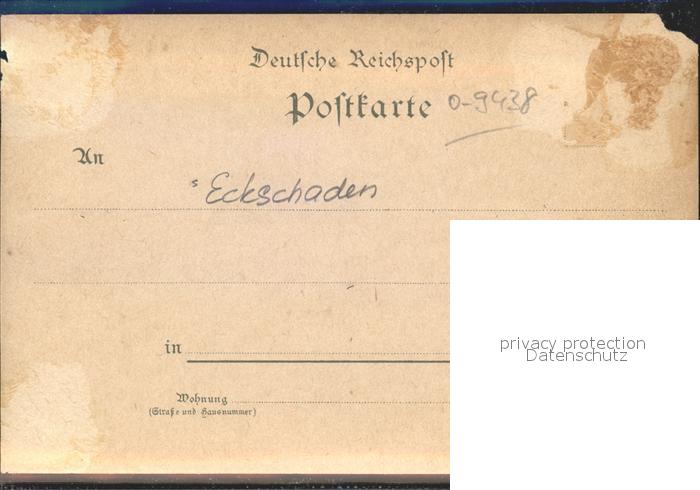 Deutsche Reichspost
Postkarte 0-9438
An
"Eckschaden
in
privacy protection
Datenschutz
Wohnung
(Straße und Hausnummer)